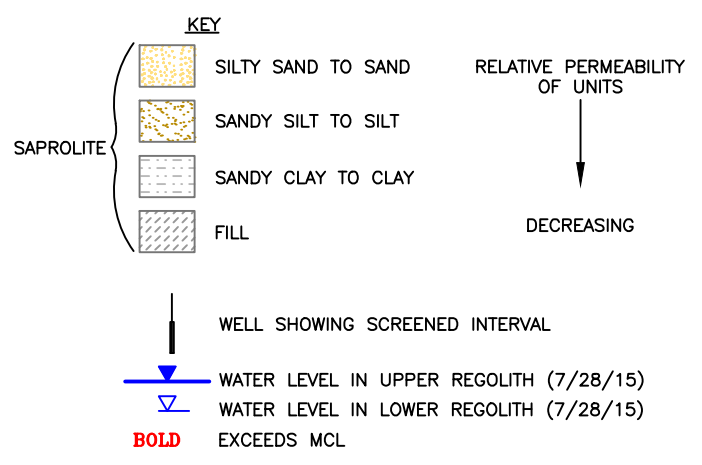 KEY
SAPROLITE
SILTY SAND TO SAND
SANDY SILT TO SILT
SANDY CLAY TO CLAY
FILL
RELATIVE PERMEABILITY
OF UNITS
DECREASING
WELL SHOWING SCREENED INTERVAL
WATER LEVEL IN UPPER REGOLITH (7/28/15)
WATER LEVEL IN LOWER REGOLITH (7/28/15)
BOLD EXCEEDS MCL